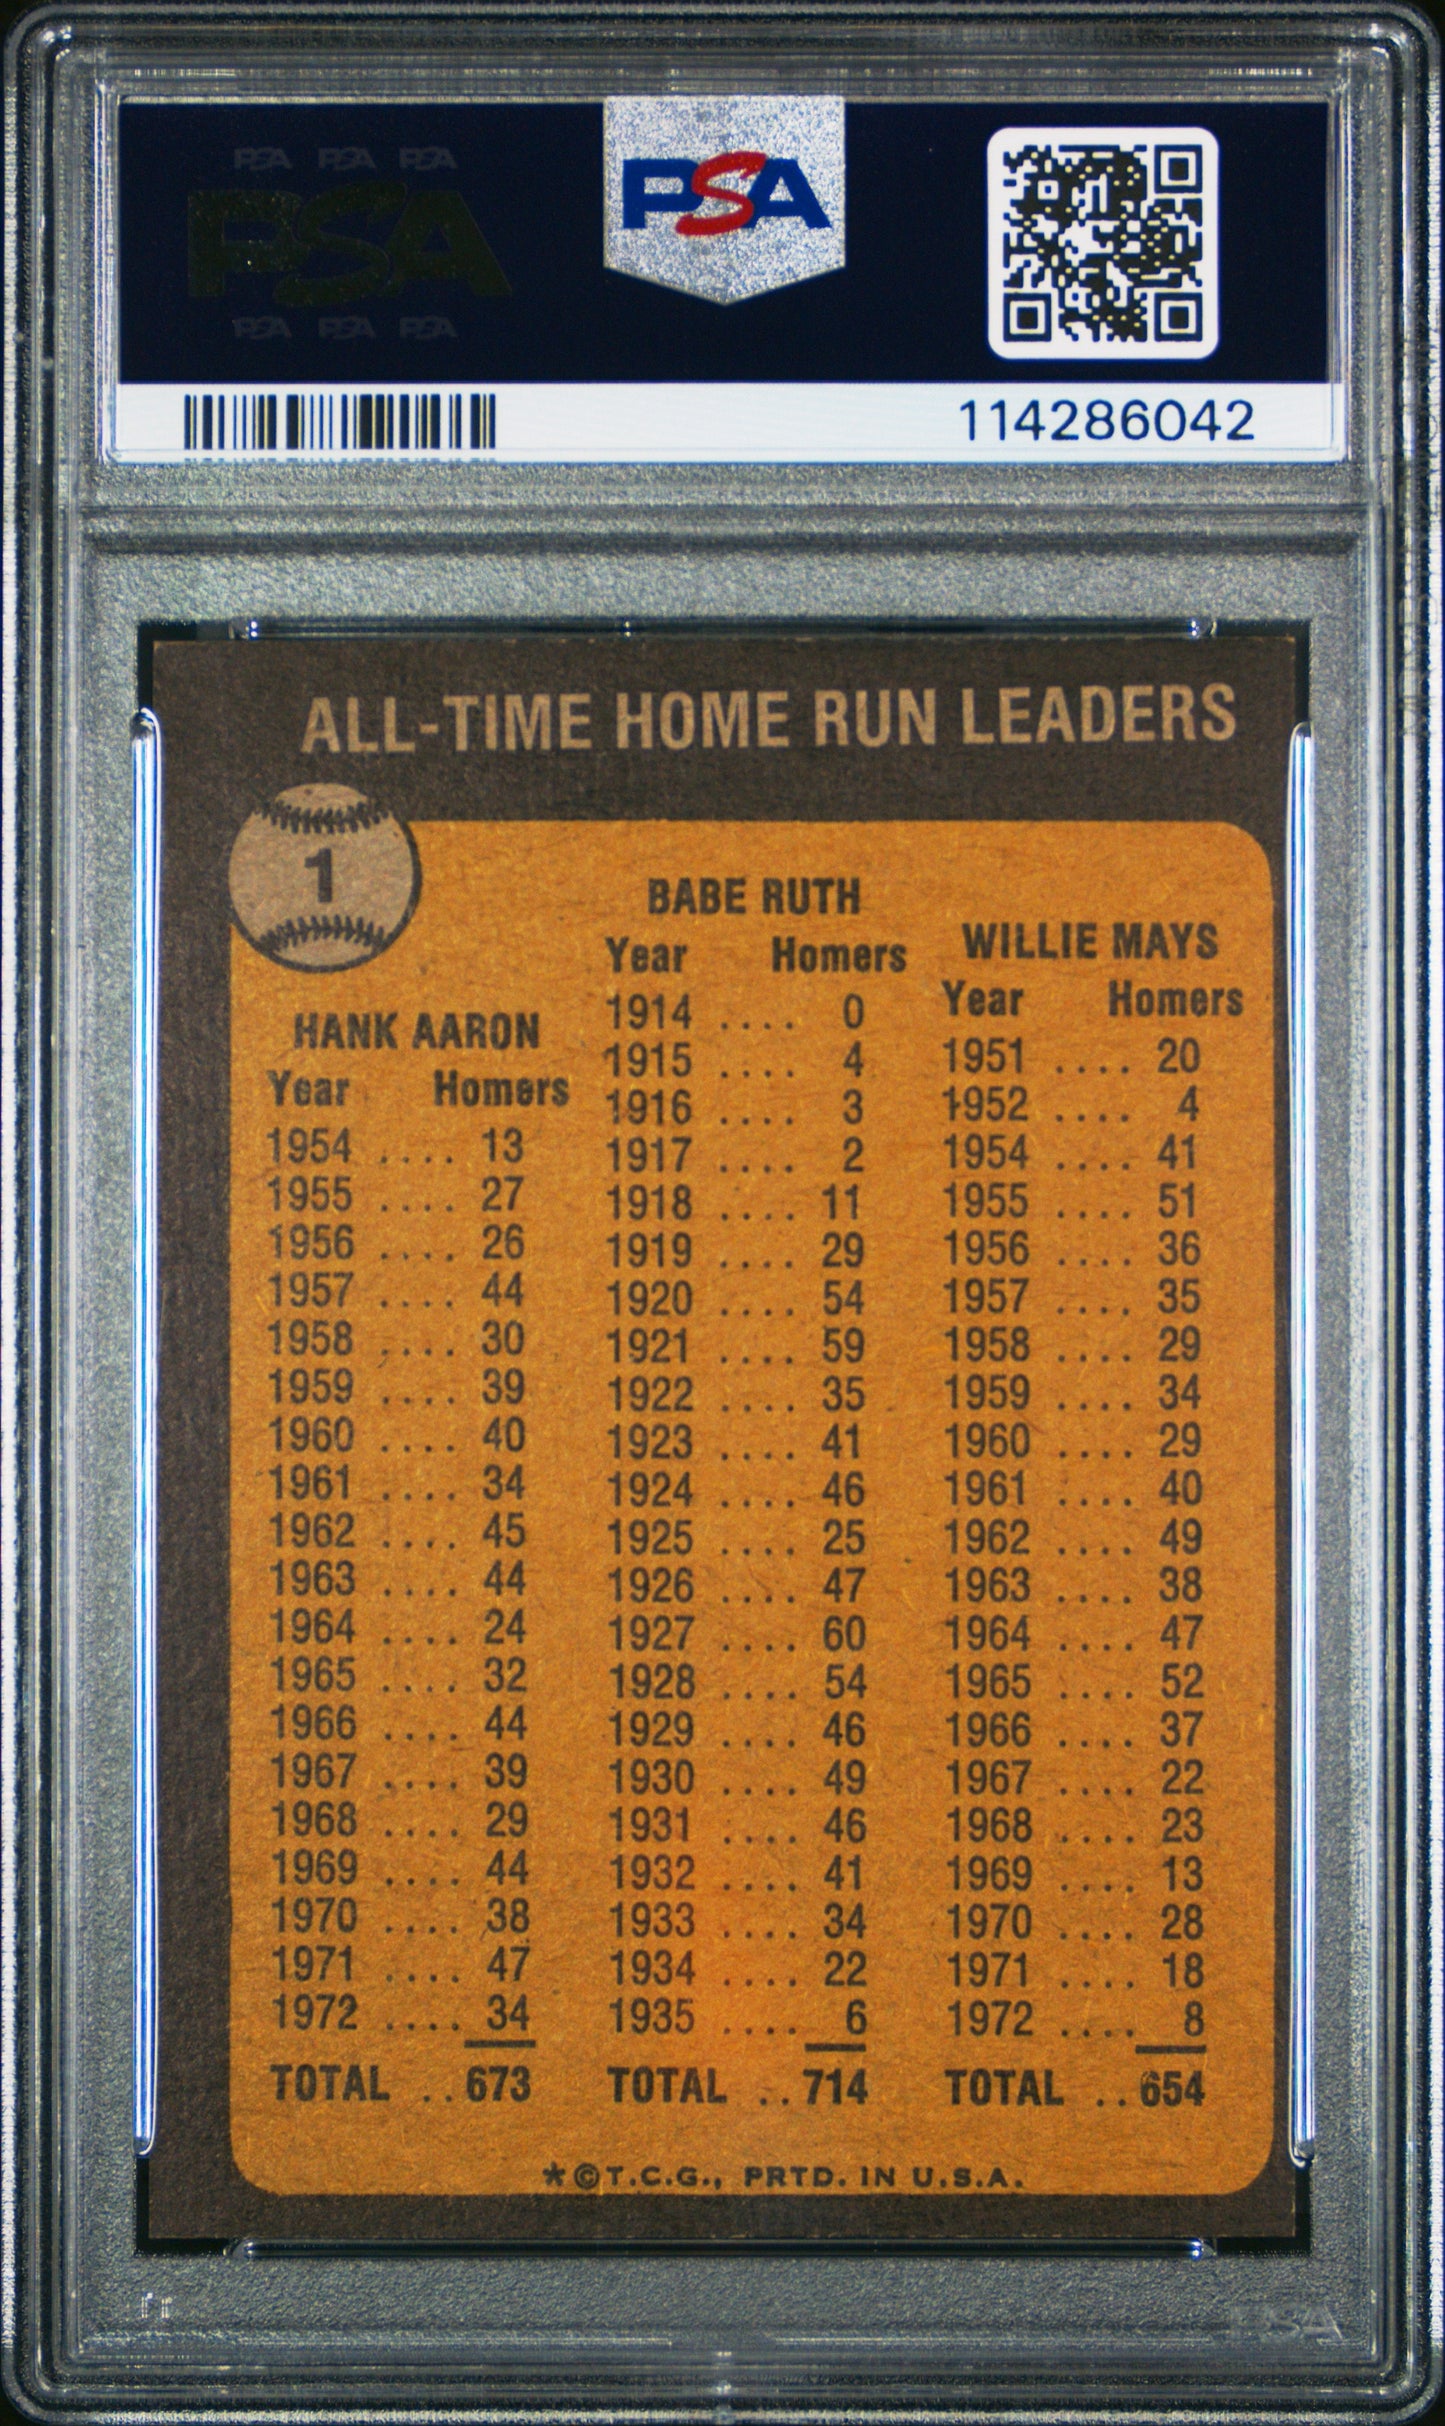 PSA PSA PSA
PSA
PSA PSA PSA
PSA
114286042
ALL-TIME HOME RUN LEADERS
1
HANK AARON
Year Homers
1954 .... 13
1955 .... 27
1956 .... 26
1957 .... 44
1958 .... 30
1959 .... 39
1960 .... 40
1961 .... 34
1962 .... 45
1963 .... 44
1964 .... 24
1965 .... 32
1966 .... 44
1967 .... 39
1968 .... 29
1969 .... 44
1970 .... 38
1971 .... 47
1972 .... 34
TOTAL .. 673
BABE RUTH
Year Homers
1914 .... 0
1915 .... 4
1916 .... 3
1917 .... 2
1918 .... 11
1919 .... 29
1920 .... 54
1921 .... 59
1922 .... 35
1923 .... 41
1924 .... 46
1925 .... 25
1926 .... 47
1927 .... 60
1928 .... 54
1929 .... 46
1930 .... 49
1931 .... 46
1932 .... 41
1933 .... 34
1934 .... 22
1935 .... 6
TOTAL .. 714
WILLIE MAYS
Year Homers
1951 .... 20
1952 .... 4
1954 .... 41
1955 .... 51
1956 .... 36
1957 .... 35
1958 .... 29
1959 .... 34
1960 .... 29
1961 .... 40
1962 .... 49
1963 .... 38
1964 .... 47
1965 .... 52
1966 .... 37
1967 .... 22
1968 .... 23
1969 .... 13
1970 .... 28
1971 .... 18
1972 .... 8
TOTAL .. 654
*©T.C.G., PRTD. IN U.S.A.
PSA